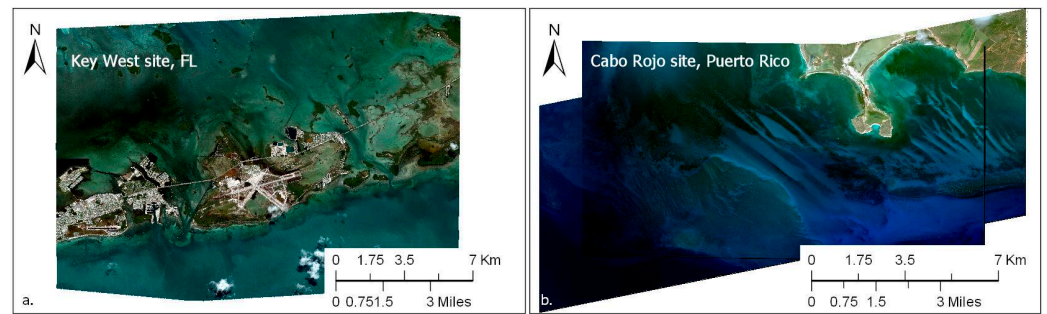 N
Key West site, FL
0 1.75 3.5 7 Km
0 0.751.5 3 Miles
a.
N
Cabo Rojo site, Puerto Rico
0 1.75 3.5 7 Km
0 0.75 1.5 3 Miles
b.